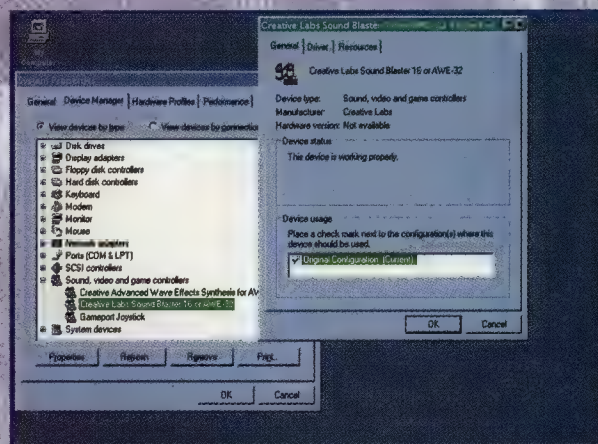 My
Computer
General Device Manager Hardware Profiles Performance
View devices by type View devices by connection
Disk drives
Display adapters
Floppy disk controllers
Hard disk controllers
Keyboard
Modem
Monitor
Mouse
Network adapters
Ports (COM & LPT)
SCSI controllers
Sound, video and game controllers
Creative Advanced Wave Effects Synthesis for AW
Creative Labs Sound Blaster 16 or AWE-32
Gameport Joystick
System devices
Properties Refresh Remove Print...
OK Cancel
Creative Labs Sound Blaster
General Driver Resources
Creative Labs Sound Blaster 16 or AWE-32
Device type: Sound, video and game controllers
Manufacturer: Creative Labs
Hardware version: Not available
Device status
This device is working properly.
Device usage
Place a check mark next to the configuration(s) where this
device should be used.
Original Configuration (Current)
OK Cancel